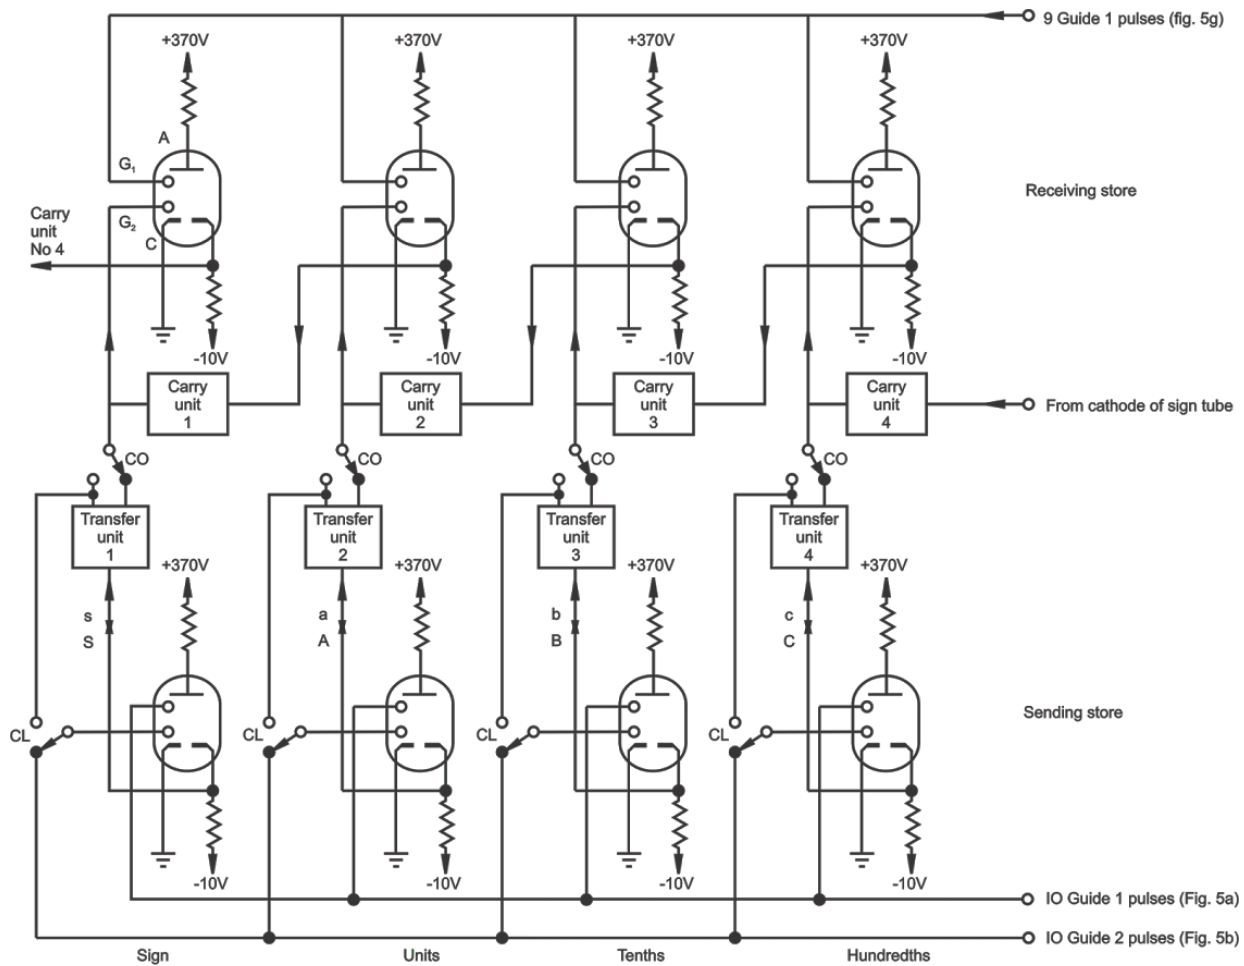 9 Guide 1 pulses (fig. 5g)
+370V
+370V
+370V
+370V
A
G₁
Receiving store
Carry
unit
No 4
G₂
C
-10V
-10V
-10V
-10V
Carry
unit
1
Carry
unit
2
Carry
unit
3
Carry
unit
4
From cathode of sign tube
CO
CO
CO
CO
Transfer
unit
1
Transfer
unit
2
Transfer
unit
3
Transfer
unit
4
+370V
+370V
+370V
+370V
s
S
a
A
b
B
c
C
Sending store
CL
CL
CL
CL
-10V
-10V
-10V
-10V
IO Guide 1 pulses (Fig. 5a)
IO Guide 2 pulses (Fig. 5b)
Sign
Units
Tenths
Hundredths